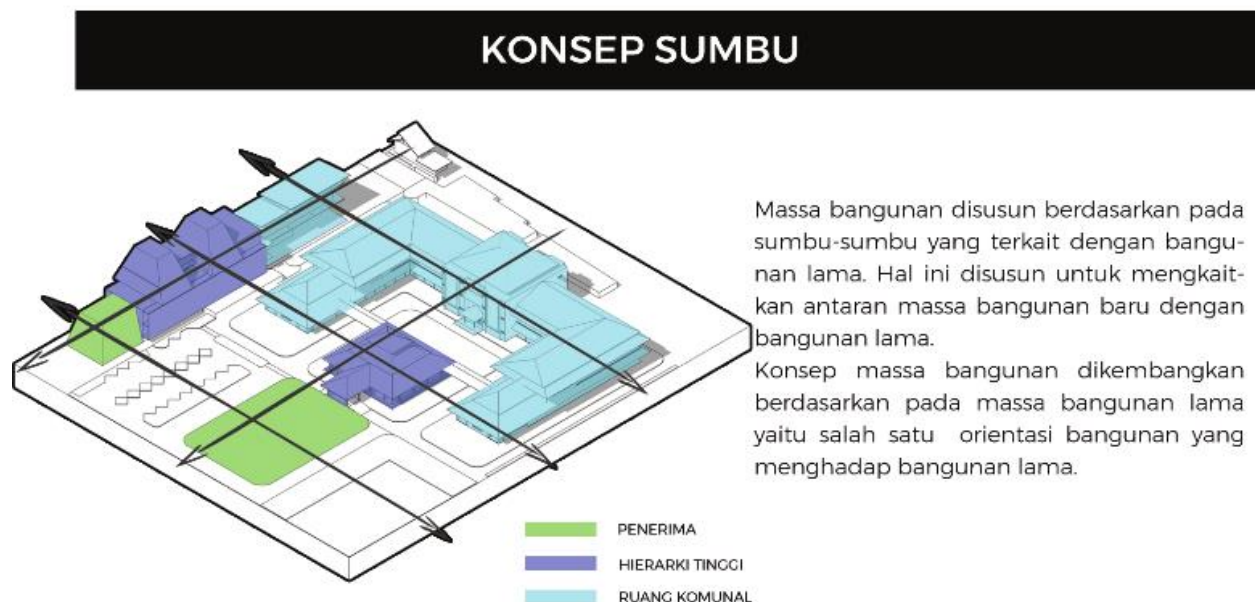 KONSEP SUMBU
Massa bangunan disusun berdasarkan pada
sumbu-sumbu yang terkait dengan bangu-
nan lama. Hal ini disusun untuk mengkait-
kan antaran massa bangunan baru dengan
bangunan lama.
Konsep massa bangunan dikembangkan
berdasarkan pada massa bangunan lama
yaitu salah satu orientasi bangunan yang
menghadap bangunan lama.
PENERIMA
HIERARKI TINGGI
RUANG KOMUNAL